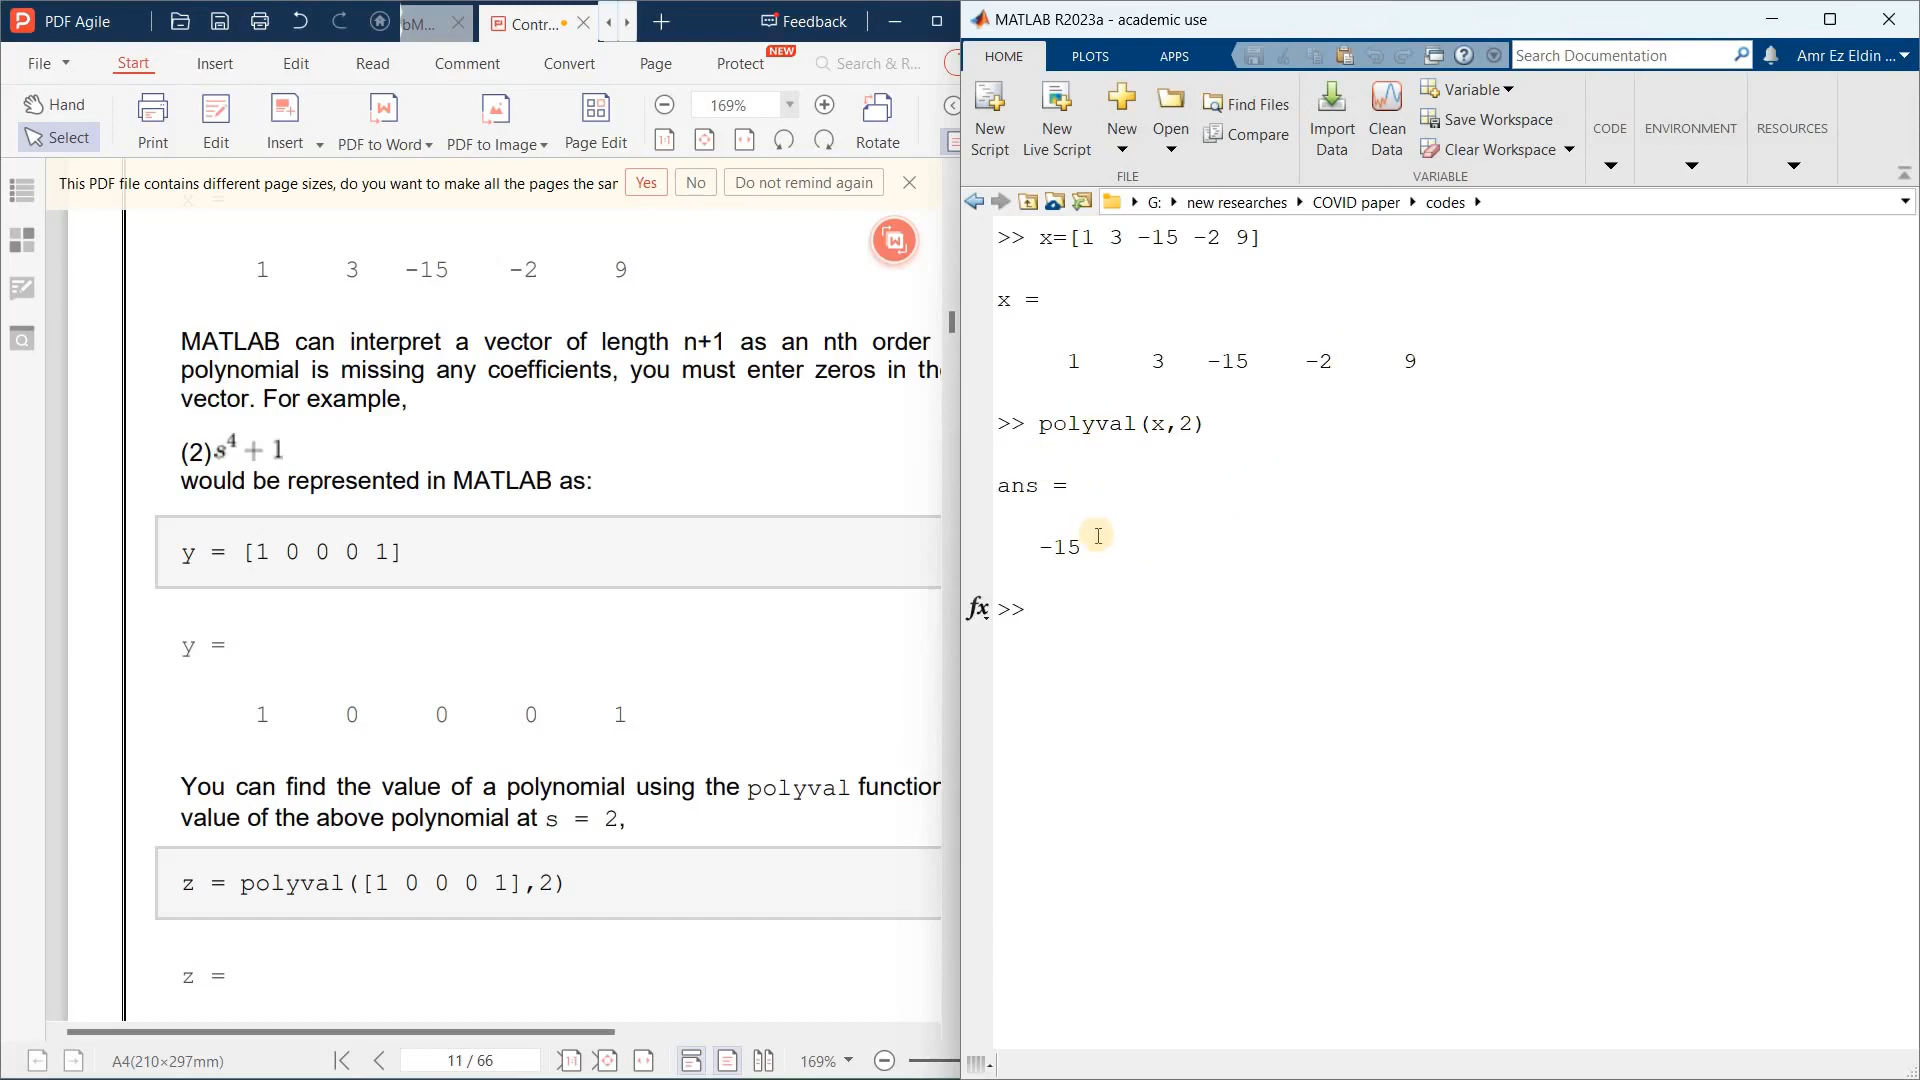 PDF Agile
bM...
Contr...
Feedback
File
Start
Insert
Edit
Read
Comment
Convert
Page
Protect
NEW
Search & R...
Hand
Select
Print
Edit
Insert
PDF to Word
PDF to Image
Page Edit
169%
Rotate
This PDF file contains different page sizes, do you want to make all the pages the sar
Yes
No
Do not remind again
1 3 -15 -2 9
MATLAB can interpret a vector of length n+1 as an nth order
polynomial is missing any coefficients, you must enter zeros in the
vector. For example,
(2) s⁴ + 1
would be represented in MATLAB as:
y = [1 0 0 0 1]
y =
1 0 0 0 1
You can find the value of a polynomial using the polyval function
value of the above polynomial at s = 2,
z = polyval([1 0 0 0 1],2)
z =
A4(210×297mm)
11 / 66
169%
MATLAB R2023a - academic use
HOME
PLOTS
APPS
Search Documentation
Amr Ez Eldin ...
New Script
New Live Script
New
Open
Find Files
Compare
Import Data
Clean Data
Variable
Save Workspace
Clear Workspace
CODE
ENVIRONMENT
RESOURCES
FILE
VARIABLE
G: ▸ new researches ▸ COVID paper ▸ codes ▸
>> x=[1 3 -15 -2 9]
x =
1 3 -15 -2 9
>> polyval(x,2)
ans =
-15
fx >>